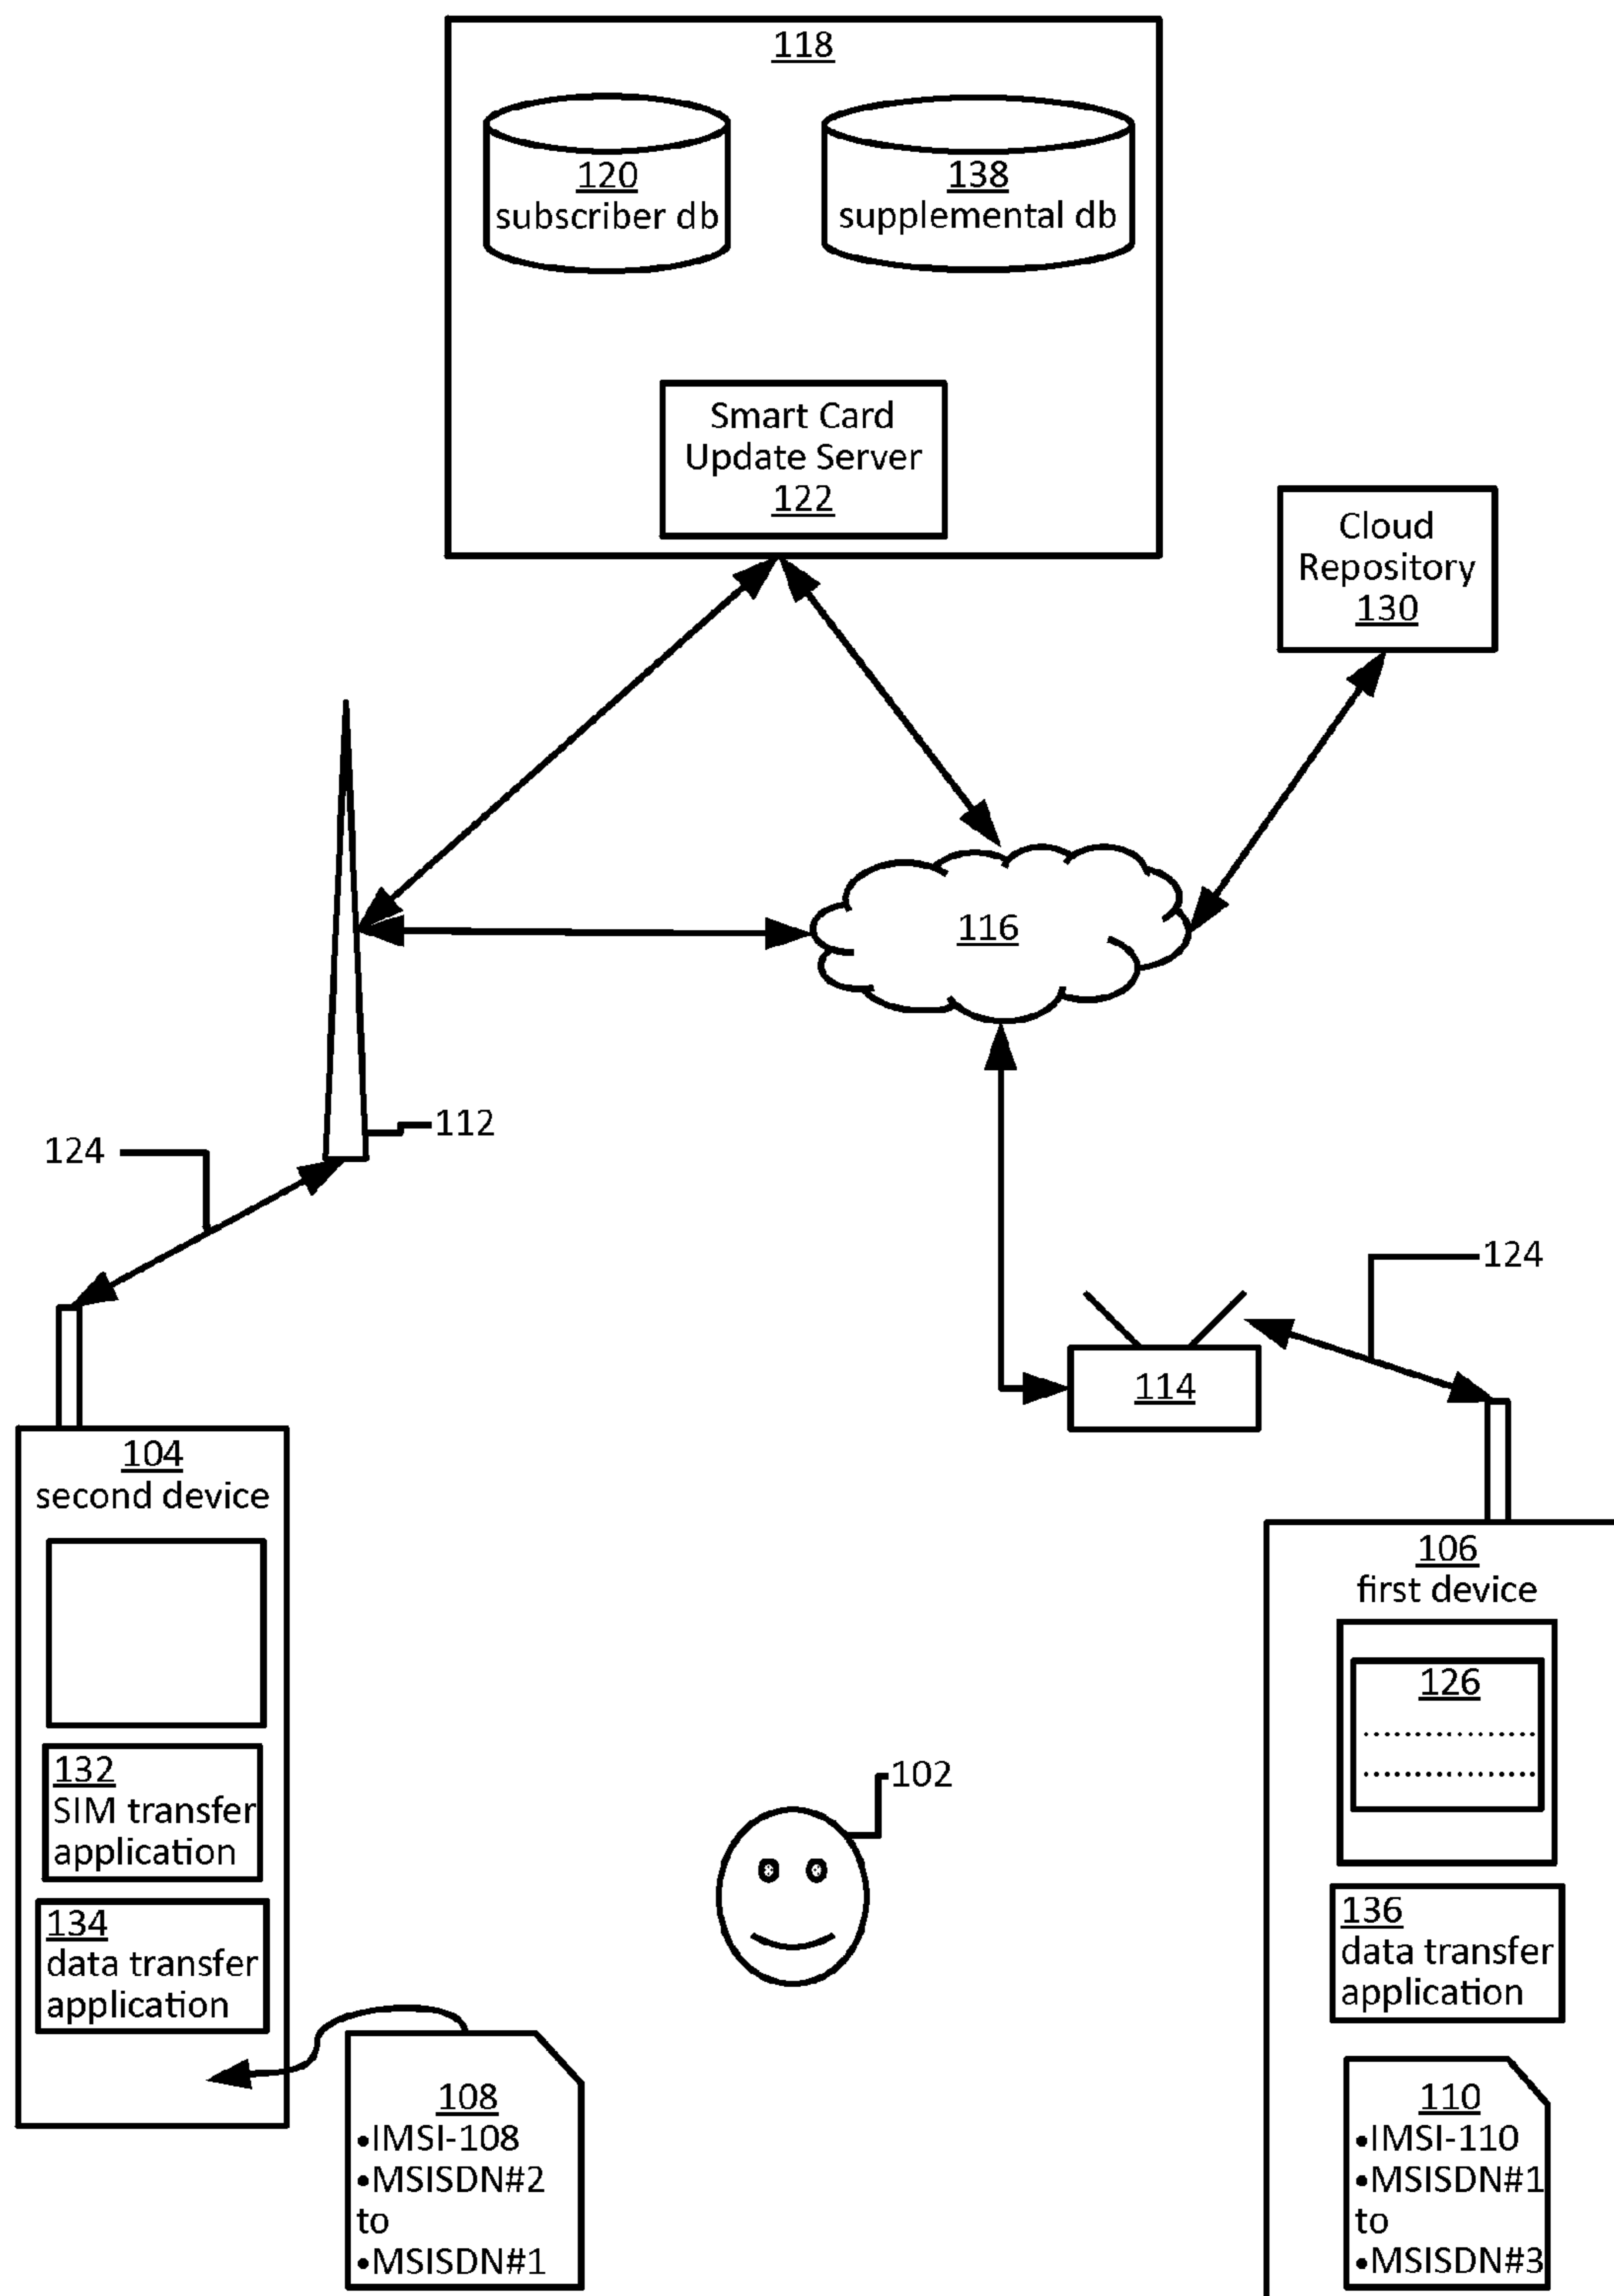 118
120
subscriber db
138
supplemental db
Smart Card
Update Server
122
Cloud
Repository
130
116
112
124
124
114
104
second device
132
SIM transfer
application
134
data transfer
application
108
•IMSI-108
•MSISDN#2
to
•MSISDN#1
102
106
first device
126
136
data transfer
application
110
•IMSI-110
•MSISDN#1
to
•MSISDN#3